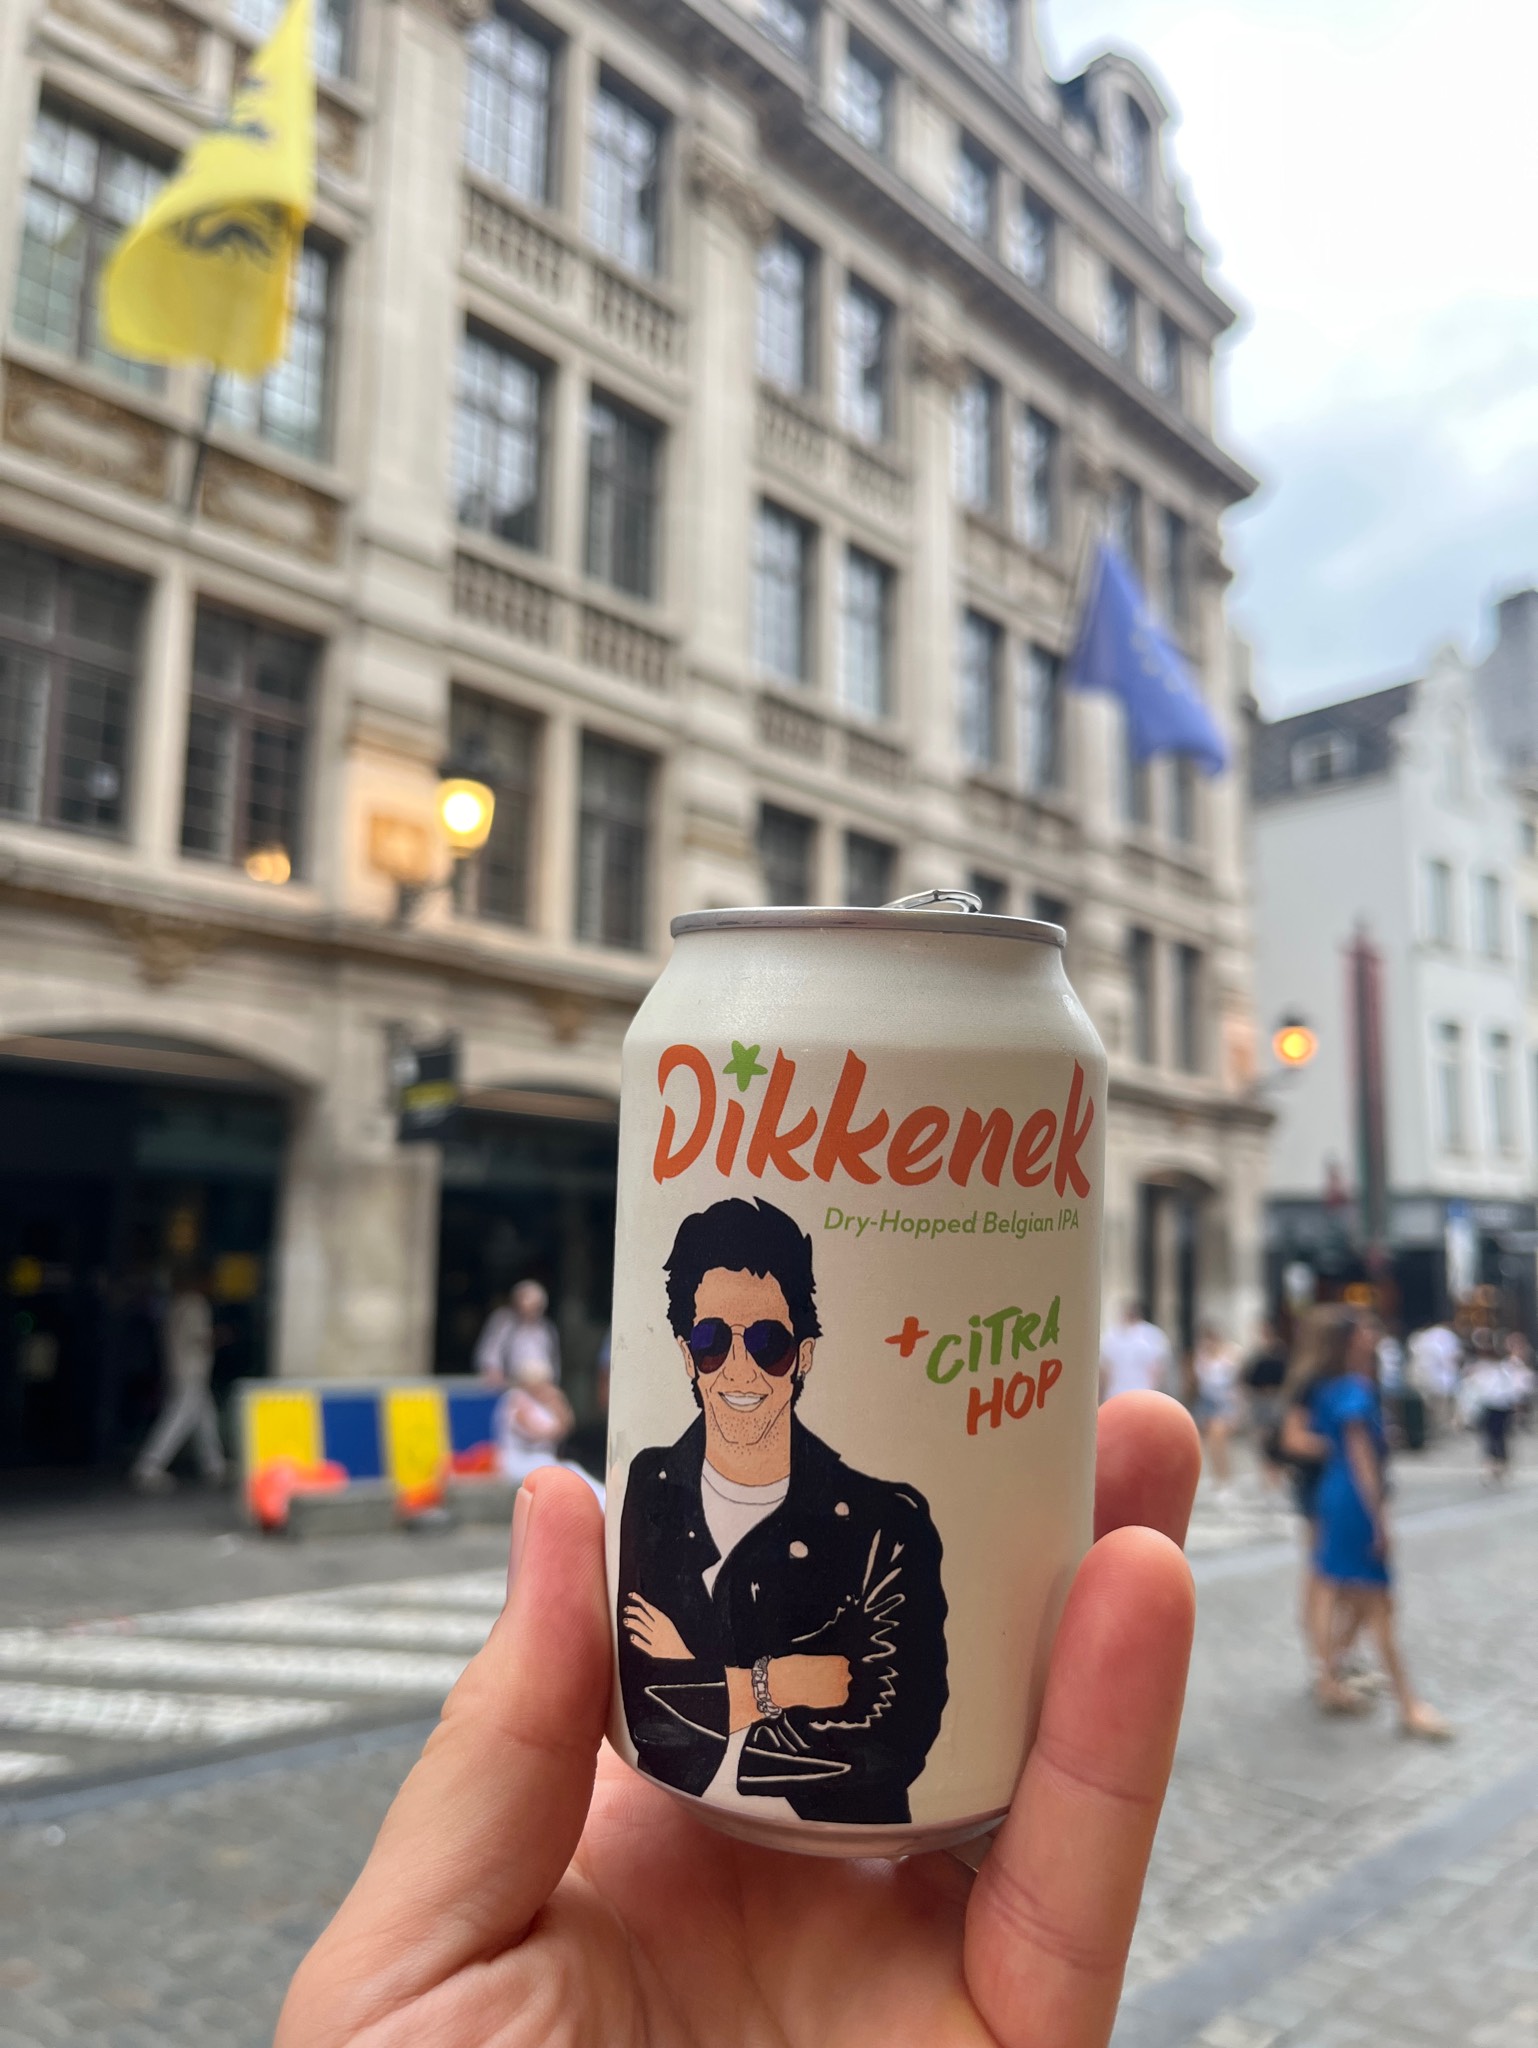 Dikkenek
Dry-Hopped Belgian IPA
+ CiTRA
HOP